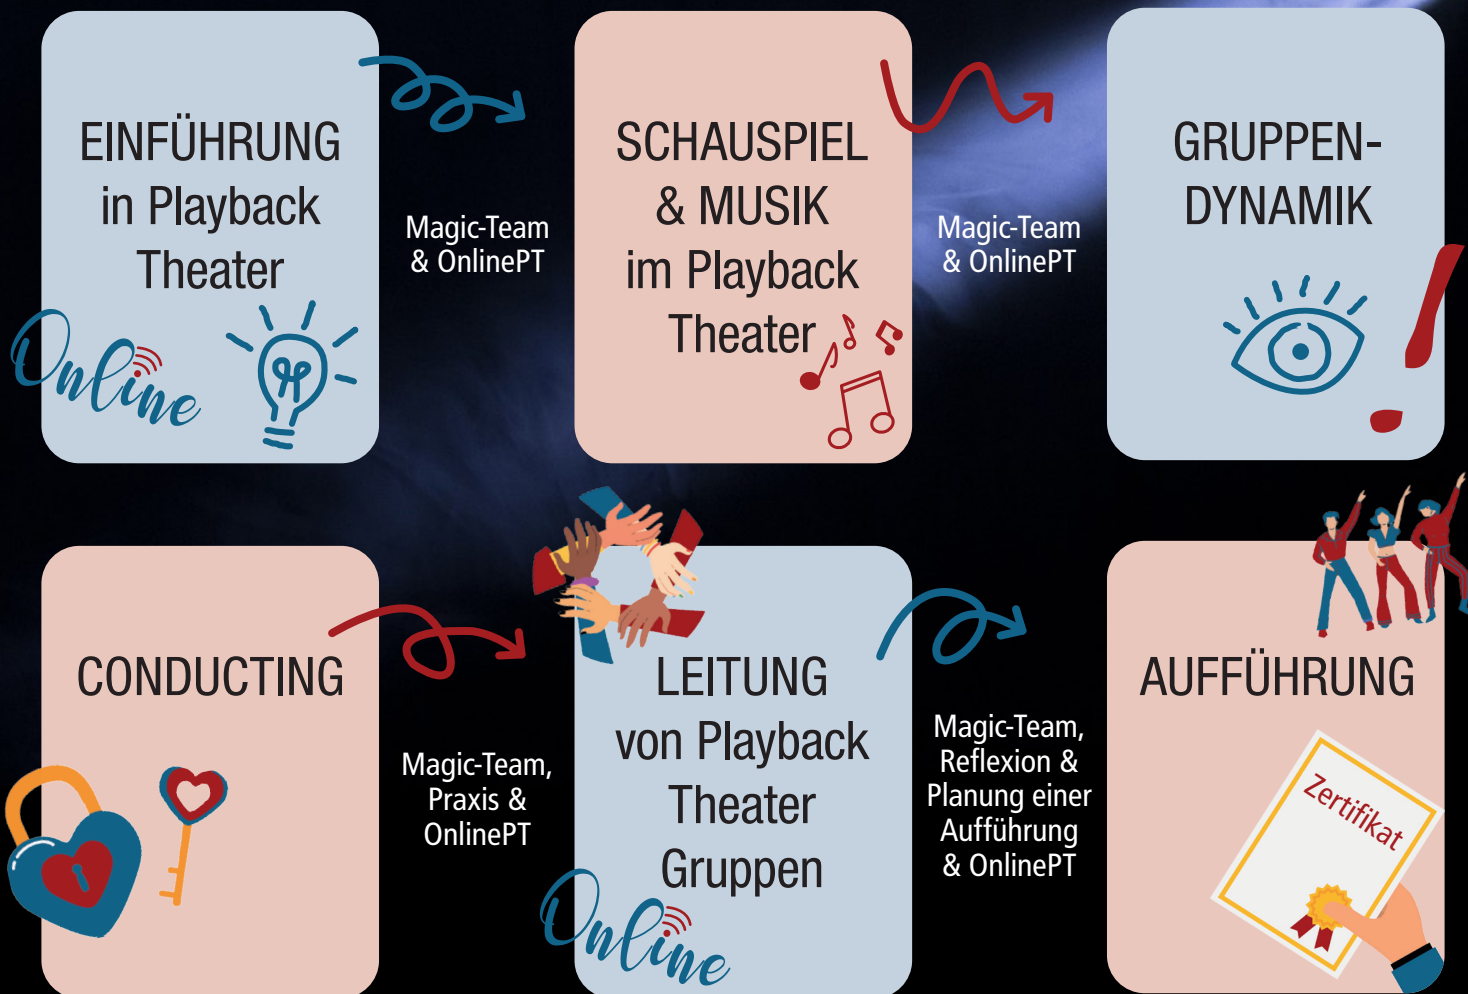 EINFÜHRUNG
in Playback
Theater
Online
Magic-Team
& OnlinePT
SCHAUSPIEL
& MUSIK
im Playback
Theater
Magic-Team
& OnlinePT
GRUPPEN-
DYNAMIK
CONDUCTING
Magic-Team,
Praxis &
OnlinePT
LEITUNG
von Playback
Theater
Gruppen
Online
Magic-Team,
Reflexion &
Planung einer
Aufführung
& OnlinePT
AUFFÜHRUNG
Zertifikat